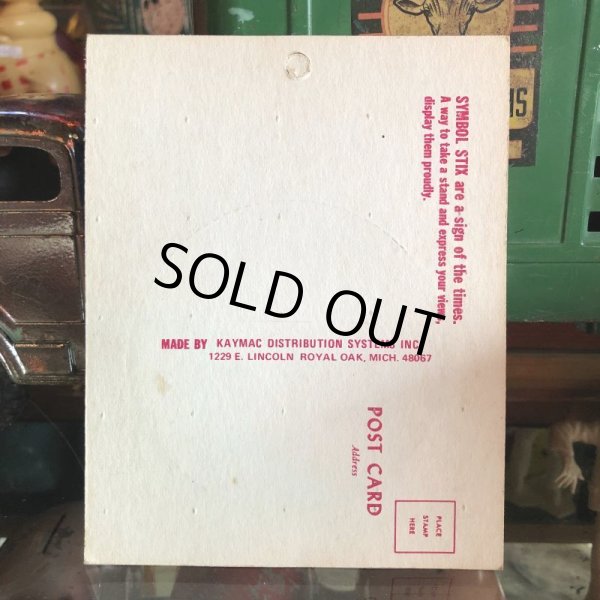 SYMBOL STIX are a sign of the times.
A way to take a stand and express your views,
display them proudly.
SOLD OUT
MADE BY KAYMAC DISTRIBUTION SYSTEMS INC.
1229 E. LINCOLN ROYAL OAK, MICH. 48067
POST CARD
Address
PLACE
STAMP
HERE